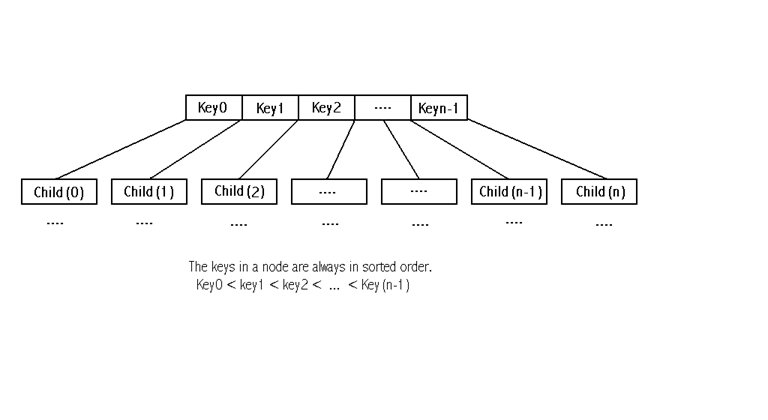 Key0 Key1 Key2 ---- Keyn-1
Child(0) Child(1) Child(2) ---- ---- Child(n-1) Child(n)
---- ---- ---- ---- ---- ---- ----
The keys in a node are always in sorted order.
Key0 < key1 < key2 < ... < Key(n-1)